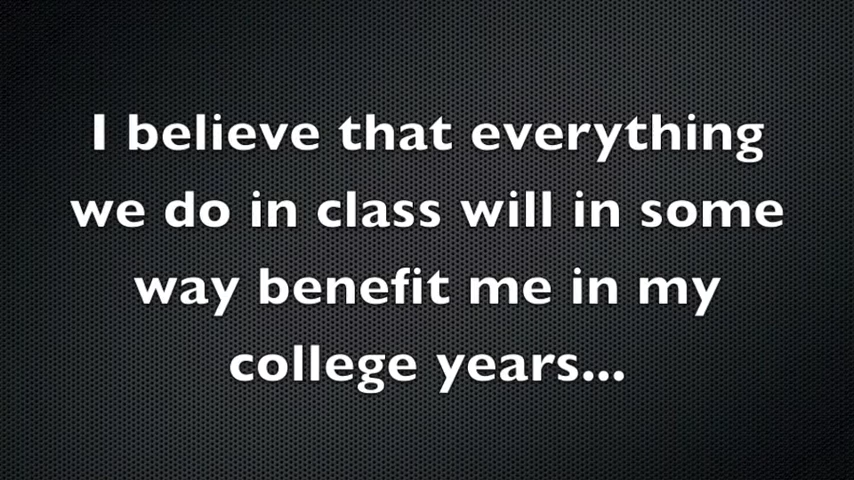 I believe that everything
we do in class will in some
way benefit me in my
college years...